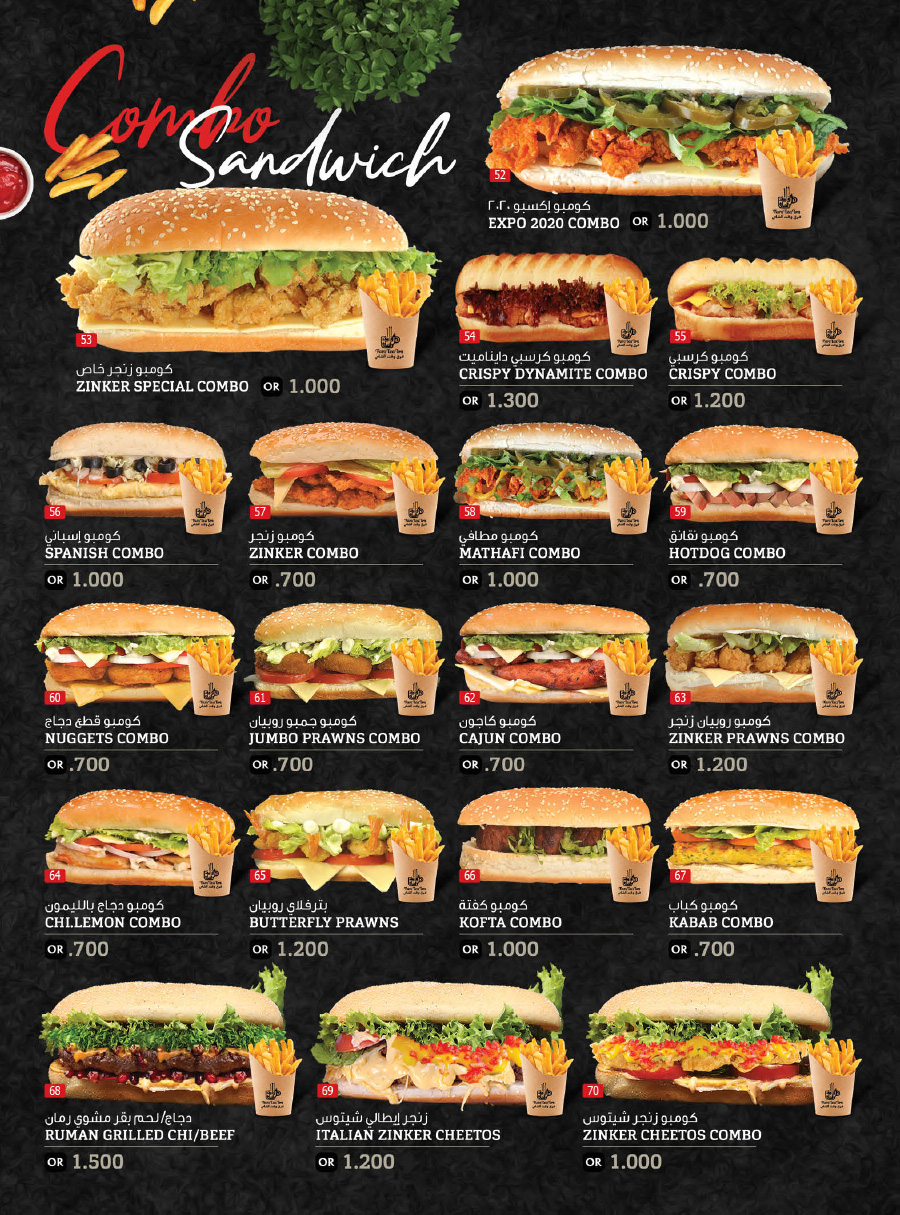 Combo
Sandwich
52
كومبو إكسبو ٢٠٢٠
EXPO 2020 COMBO OR 1.000
53
كومبو زنجر خاص
ZINKER SPECIAL COMBO OR 1.000
54
كومبو كرسبي دايناميت
CRISPY DYNAMITE COMBO
OR 1.300
55
كومبو كرسبي
CRISPY COMBO
OR 1.200
56
كومبو إسباني
SPANISH COMBO
OR 1.000
57
كومبو زنجر
ZINKER COMBO
OR .700
58
كومبو مطافي
MATHAFI COMBO
OR 1.000
59
كومبو نقانق
HOTDOG COMBO
OR .700
60
كومبو قطع دجاج
NUGGETS COMBO
OR .700
61
كومبو جمبو روبيان
JUMBO PRAWNS COMBO
OR .700
62
كومبو كاجون
CAJUN COMBO
OR .700
63
كومبو روبيان زنجر
ZINKER PRAWNS COMBO
OR 1.200
64
كومبو دجاج بالليمون
CHI.LEMON COMBO
OR .700
65
بترفلاي روبيان
BUTTERFLY PRAWNS
OR 1.200
66
كومبو كفتة
KOFTA COMBO
OR 1.000
67
كومبو كباب
KABAB COMBO
OR .700
68
دجاج/لحم بقر مشوي رمان
RUMAN GRILLED CHI/BEEF
OR 1.500
69
زنجر إيطالي شيتوس
ITALIAN ZINKER CHEETOS
OR 1.200
70
كومبو زنجر شيتوس
ZINKER CHEETOS COMBO
OR 1.000